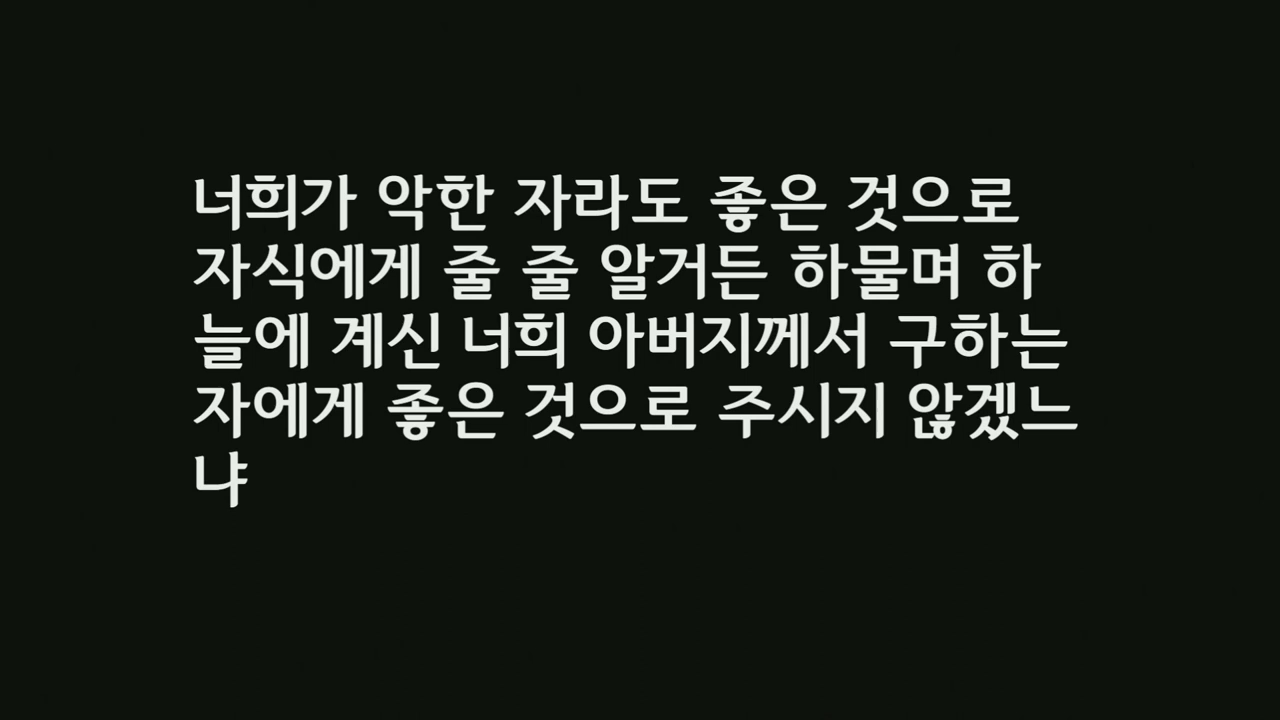 너희가 악한 자라도 좋은 것으로
자식에게 줄 줄 알거든 하물며 하
늘에 계신 너희 아버지께서 구하는
자에게 좋은 것으로 주시지 않겠느
냐